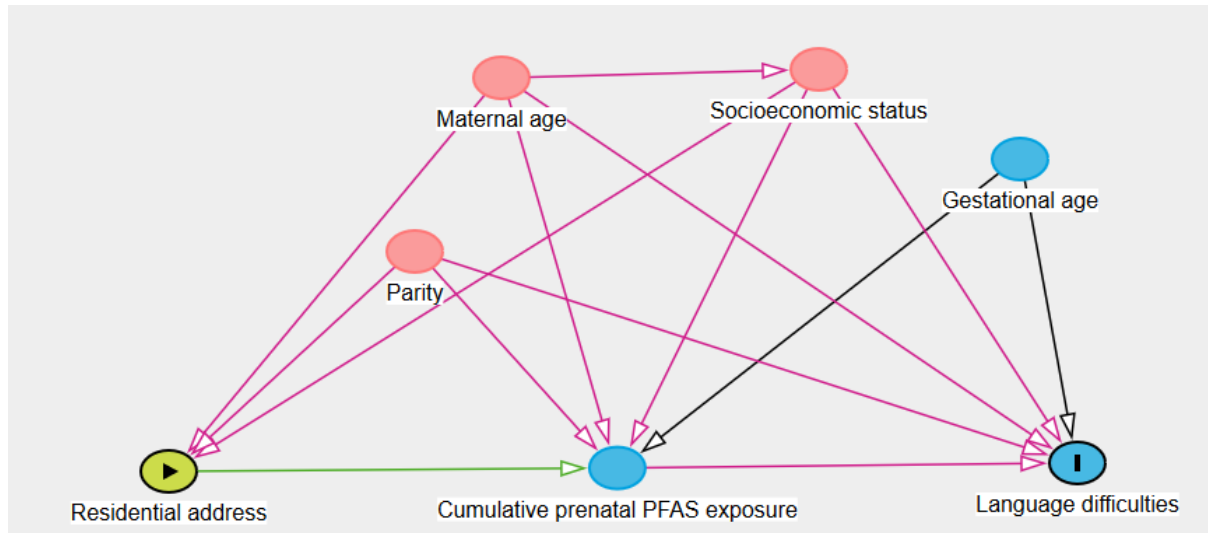 Maternal age
Socioeconomic status
Gestational age
Parity
Residential address
Cumulative prenatal PFAS exposure
Language difficulties